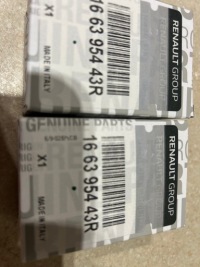 RENAULT GROUP
16 63 954 43R
X1
MADE IN ITALY
GENUINE PARTS
RENAULT GROUP
16 63 954 43R
X1
MADE IN ITALY